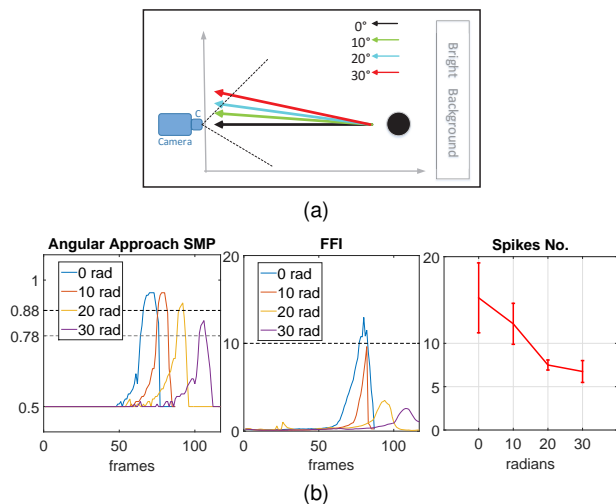 0°
10°
20°
30°
C
Camera
Bright Background
(a)
Angular Approach SMP
1
0.88
0.78
0.5
0 rad
10 rad
20 rad
30 rad
0
50
100
frames
FFI
20
10
0
0 rad
10 rad
20 rad
30 rad
0
50
100
frames
Spikes No.
20
10
5
0
0
10
20
30
radians
(b)